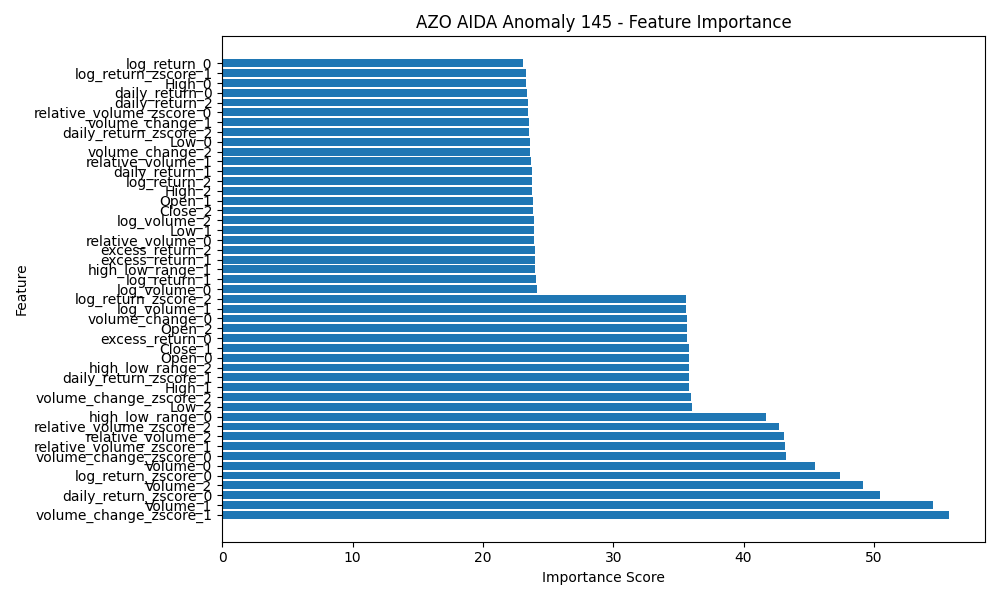 AZO AIDA Anomaly 145 - Feature Importance
log_return_0
log_return_zscore_1
High_0
daily_return_0
daily_return_2
relative_volume_zscore_0
volume_change_1
daily_return_zscore_2
Low_0
volume_change_2
relative_volume_1
daily_return_1
log_return_2
High_2
Open_1
Close_2
log_volume_2
Low_1
relative_volume_0
excess_return_2
excess_return_1
high_low_range_1
log_return_1
log_volume_0
log_return_zscore_2
log_volume_1
volume_change_0
Open_2
excess_return_0
Close_1
Open_0
high_low_range_2
daily_return_zscore_1
High_1
volume_change_zscore_2
Low_2
high_low_range_0
relative_volume_zscore_2
relative_volume_2
relative_volume_zscore_1
volume_change_zscore_0
Volume_0
log_return_zscore_0
Volume_2
daily_return_zscore_0
Volume_1
volume_change_zscore_1
Feature
0 10 20 30 40 50
Importance Score